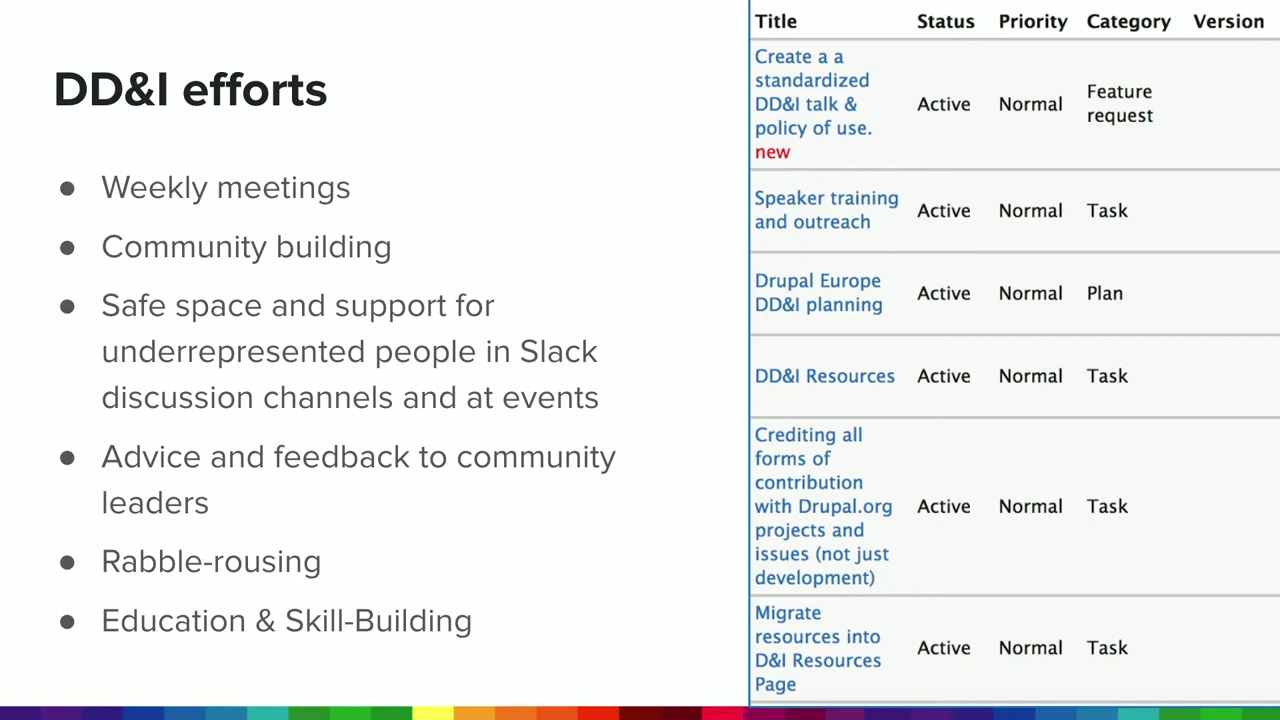 DD&I efforts
● Weekly meetings
● Community building
● Safe space and support for
underrepresented people in Slack
discussion channels and at events
● Advice and feedback to community
leaders
● Rabble-rousing
● Education & Skill-Building
Title Status Priority Category Version
Create a a
standardized
DD&I talk &
policy of use.
new
Active Normal Feature
request
Speaker training
and outreach
Active Normal Task
Drupal Europe
DD&I planning
Active Normal Plan
DD&I Resources Active Normal Task
Crediting all
forms of
contribution
with Drupal.org
projects and
issues (not just
development)
Active Normal Task
Migrate
resources into
D&I Resources
Page
Active Normal Task